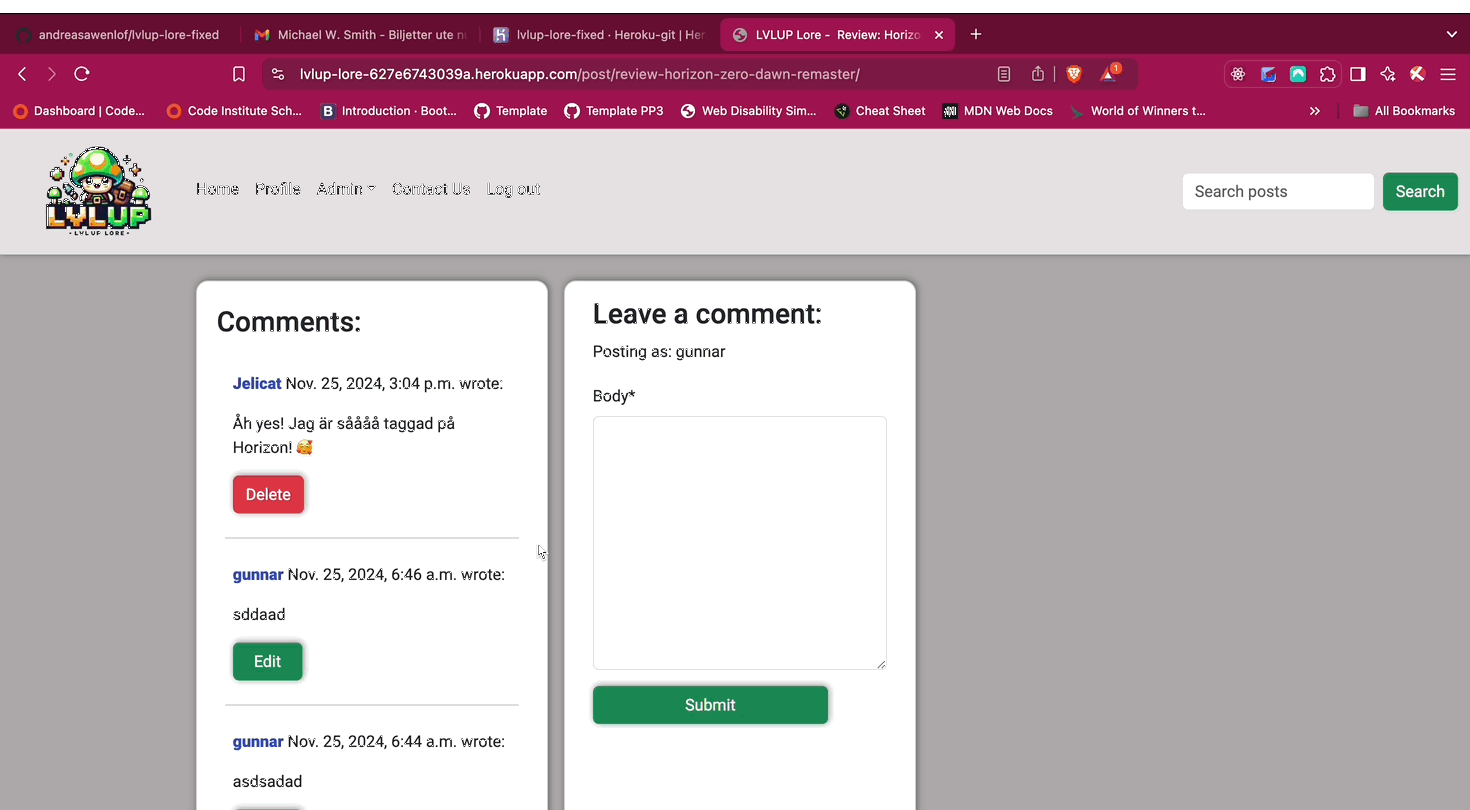 andreasawenlof/lvlup-lore-fixed
Michael W. Smith - Biljetter ute n
lvlup-lore-fixed · Heroku-git | Her
LVLUP Lore - Review: Horizo
lvlup-lore-627e6743039a.herokuapp.com/post/review-horizon-zero-dawn-remaster/
1
Dashboard | Code...
Code Institute Sch...
B Introduction · Boot...
Template
Template PP3
Web Disability Sim...
Cheat Sheet
MDN Web Docs
World of Winners t...
All Bookmarks
LVLUP
· LVLUP LORE ·
Home
Profile
Admin
Contact Us
Log out
Search posts
Search
Comments:
Jelicat Nov. 25, 2024, 3:04 p.m. wrote:
Åh yes! Jag är såååå taggad på
Horizon! 🥰
Delete
gunnar Nov. 25, 2024, 6:46 a.m. wrote:
sddaad
Edit
gunnar Nov. 25, 2024, 6:44 a.m. wrote:
asdsadad
Leave a comment:
Posting as: gunnar
Body*
Submit